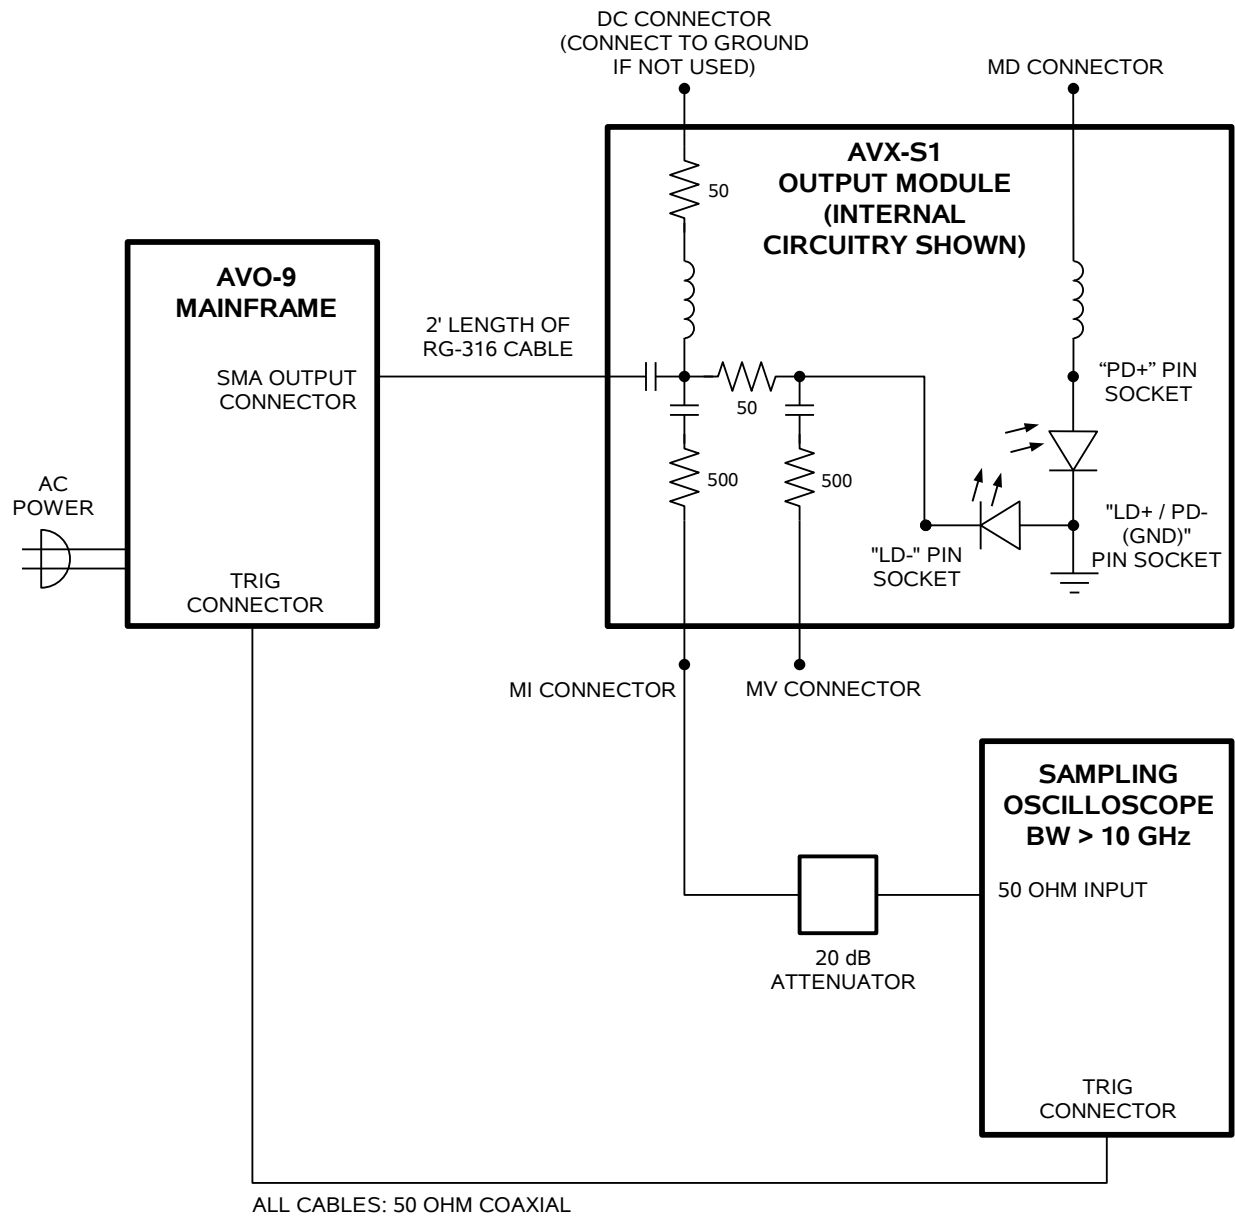 DC CONNECTOR
(CONNECT TO GROUND
IF NOT USED)
MD CONNECTOR
AVX-S1
OUTPUT MODULE
(INTERNAL
CIRCUITRY SHOWN)
50
AVO-9
MAINFRAME
2' LENGTH OF
RG-316 CABLE
SMA OUTPUT
CONNECTOR
50
“PD+” PIN
SOCKET
500
500
AC
POWER
"LD+ / PD-
(GND)"
PIN SOCKET
"LD-" PIN
SOCKET
TRIG
CONNECTOR
MI CONNECTOR
MV CONNECTOR
SAMPLING
OSCILLOSCOPE
BW > 10 GHz
50 OHM INPUT
20 dB
ATTENUATOR
TRIG
CONNECTOR
ALL CABLES: 50 OHM COAXIAL